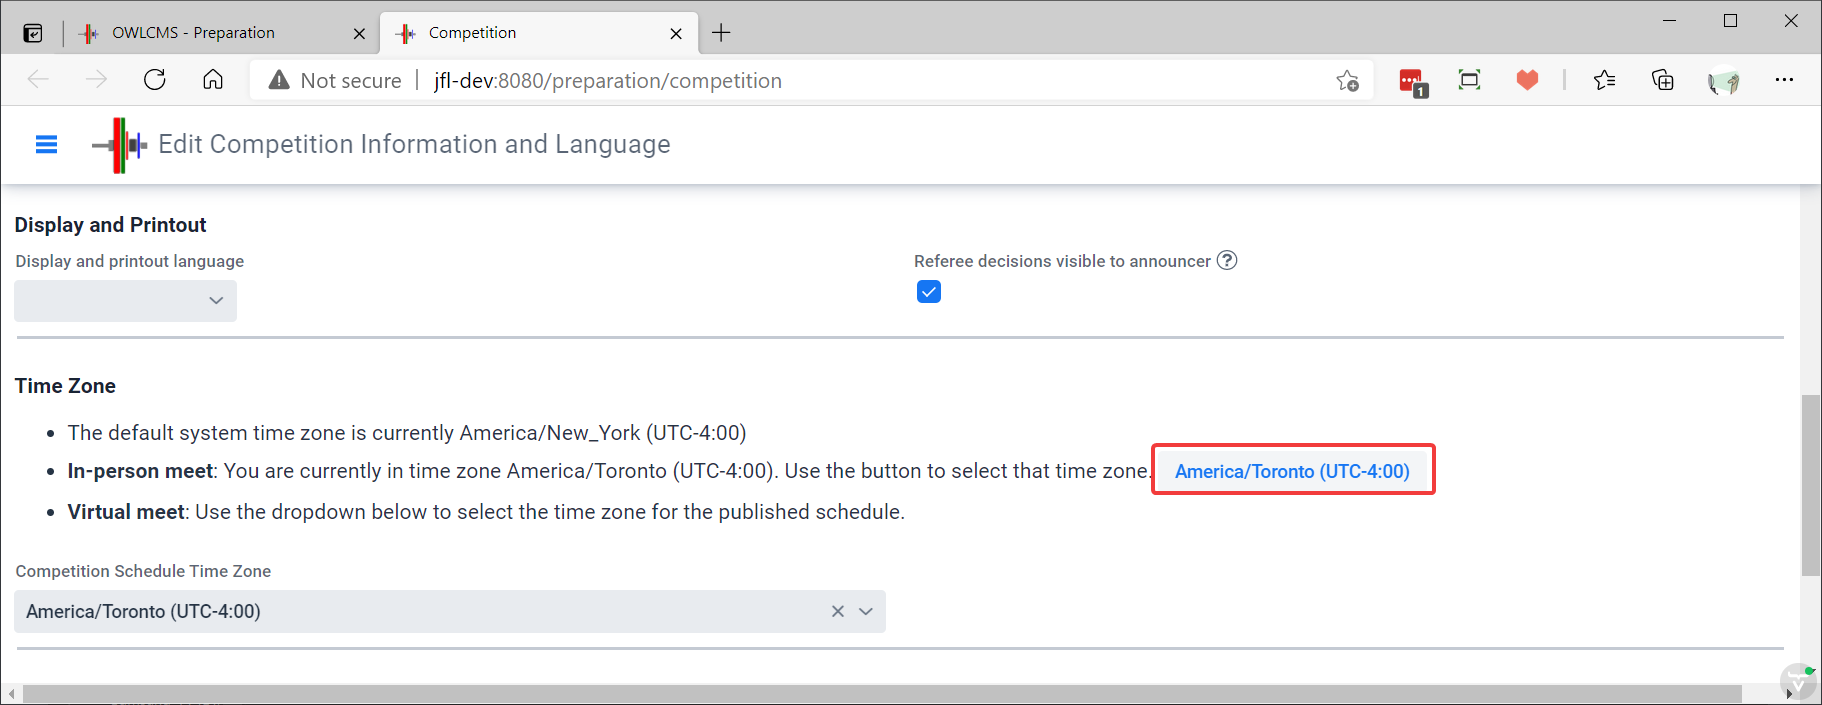 OWLCMS - Preparation
Competition
Not secure
jfl-dev:8080/preparation/competition
1
Edit Competition Information and Language
Display and Printout
Display and printout language
Referee decisions visible to announcer ?
Time Zone
• The default system time zone is currently America/New_York (UTC-4:00)
• In-person meet: You are currently in time zone America/Toronto (UTC-4:00). Use the button to select that time zone. America/Toronto (UTC-4:00)
• Virtual meet: Use the dropdown below to select the time zone for the published schedule.
Competition Schedule Time Zone
America/Toronto (UTC-4:00)